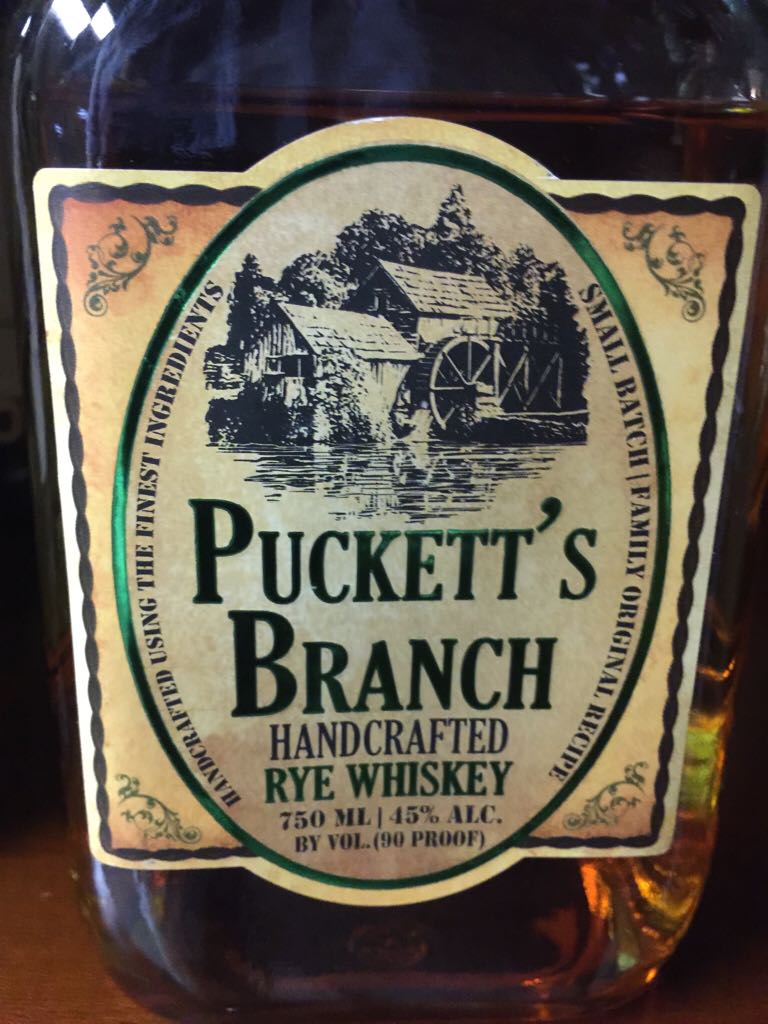 HANDCRAFTED USING THE FINEST INGREDIENTS
SMALL BATCH | FAMILY ORIGINAL RECIPE
PUCKETT'S
BRANCH
HANDCRAFTED
RYE WHISKEY
750 ML | 45% ALC.
BY VOL. (90 PROOF)